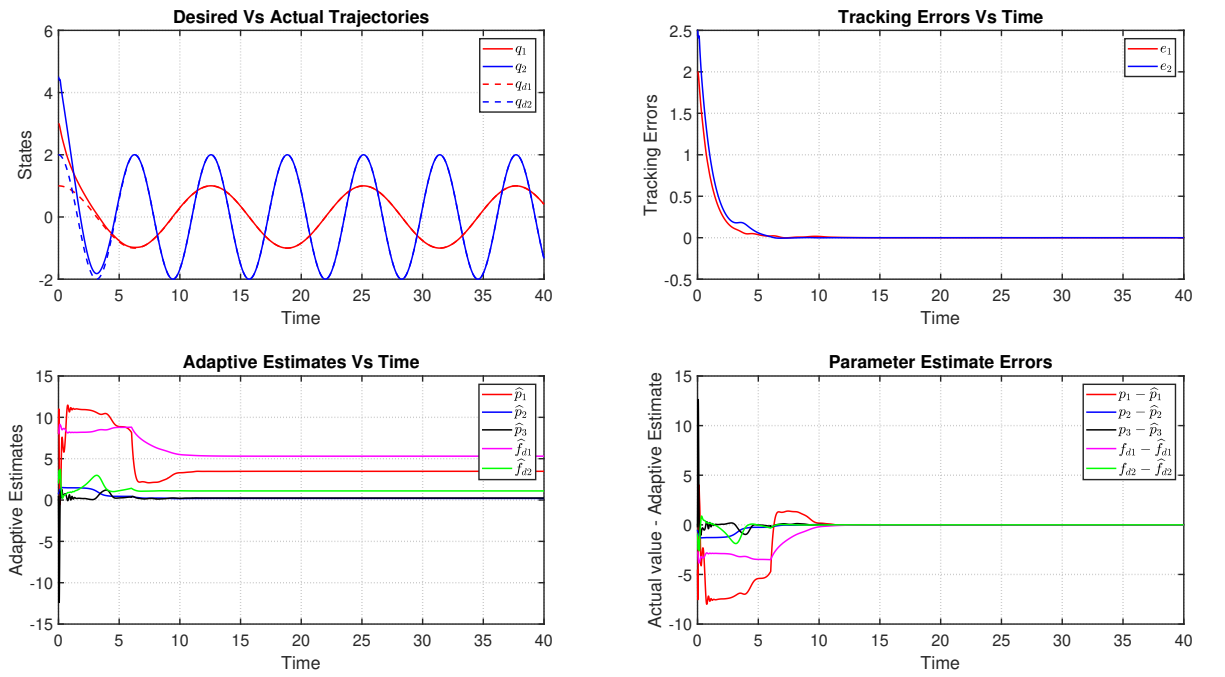 Desired Vs Actual Trajectories
6
4
2
0
-2
States
0 5 10 15 20 25 30 35 40
Time
q1
q2
qd1
qd2
Tracking Errors Vs Time
2.5
2
1.5
1
0.5
0
-0.5
Tracking Errors
0 5 10 15 20 25 30 35 40
Time
e1
e2
Adaptive Estimates Vs Time
15
10
5
0
-5
-10
-15
Adaptive Estimates
0 5 10 15 20 25 30 35 40
Time
p̂1
p̂2
p̂3
f̂d1
f̂d2
Parameter Estimate Errors
15
10
5
0
-5
-10
Actual value - Adaptive Estimate
0 5 10 15 20 25 30 35 40
Time
p1 − p̂1
p2 − p̂2
p3 − p̂3
fd1 − f̂d1
fd2 − f̂d2